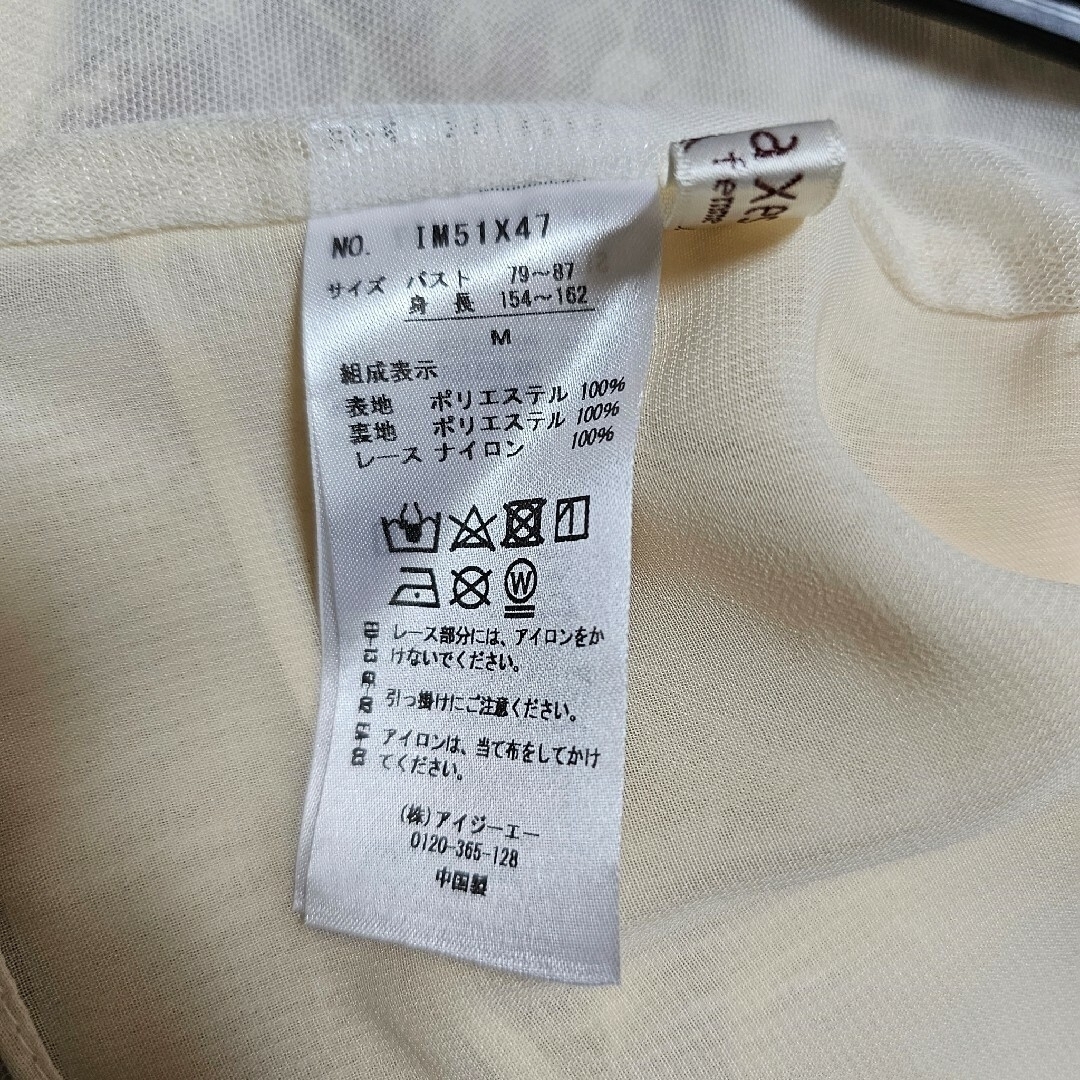 NO. IM51X47
サイズ バスト 79～87
身長 154～162
M
組成表示
表地 ポリエステル 100%
裏地 ポリエステル 100%
レース ナイロン 100%
W
レース部分には、アイロンをか
けないでください。
引っ掛けにご注意ください。
アイロンは、当て布をしてかけ
てください。
(株)アイジーエー
0120-365-128
中国製
axes
femme